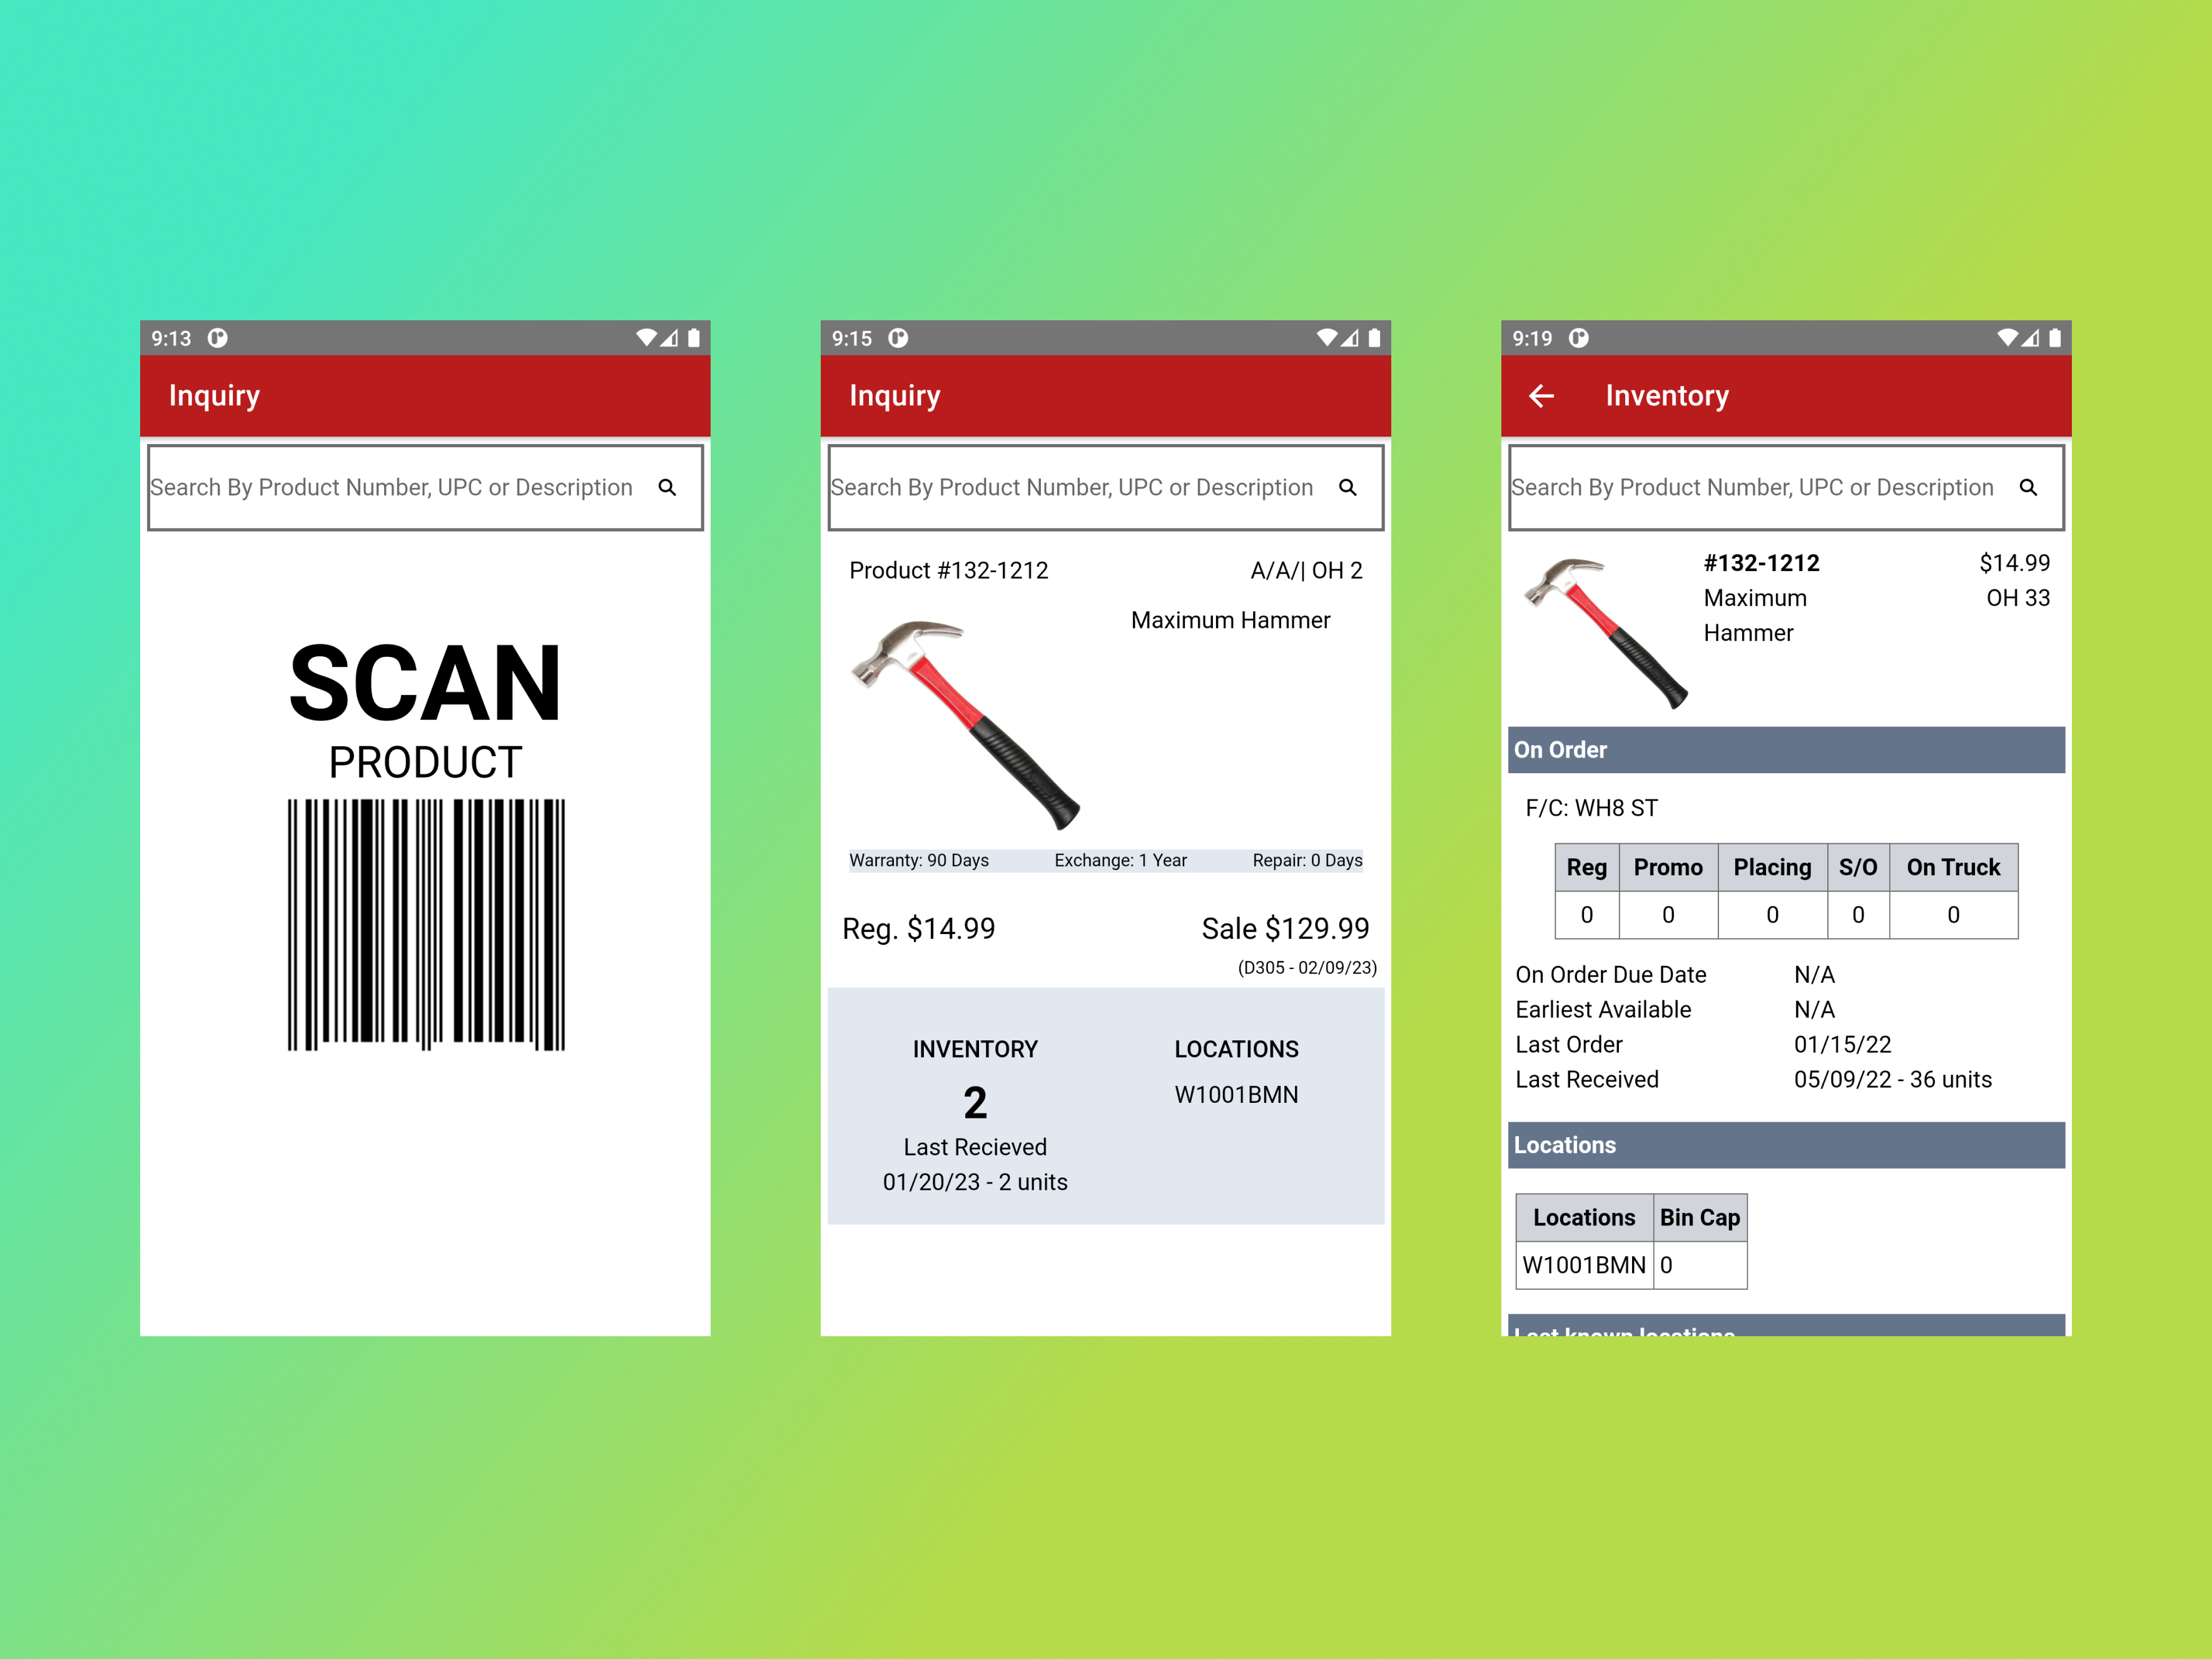 9:13
Inquiry
Search By Product Number, UPC or Description
SCAN
PRODUCT
9:15
Inquiry
Search By Product Number, UPC or Description
Product #132-1212 A/A/| OH 2
Maximum Hammer
Warranty: 90 Days Exchange: 1 Year Repair: 0 Days
Reg. $14.99 Sale $129.99
(D305 - 02/09/23)
INVENTORY LOCATIONS
2 W1001BMN
Last Recieved
01/20/23 - 2 units
9:19
Inventory
Search By Product Number, UPC or Description
#132-1212 $14.99
Maximum OH 33
Hammer
On Order
F/C: WH8 ST
Reg Promo Placing S/O On Truck
0 0 0 0 0
On Order Due Date N/A
Earliest Available N/A
Last Order 01/15/22
Last Received 05/09/22 - 36 units
Locations
Locations Bin Cap
W1001BMN 0
Last known locations